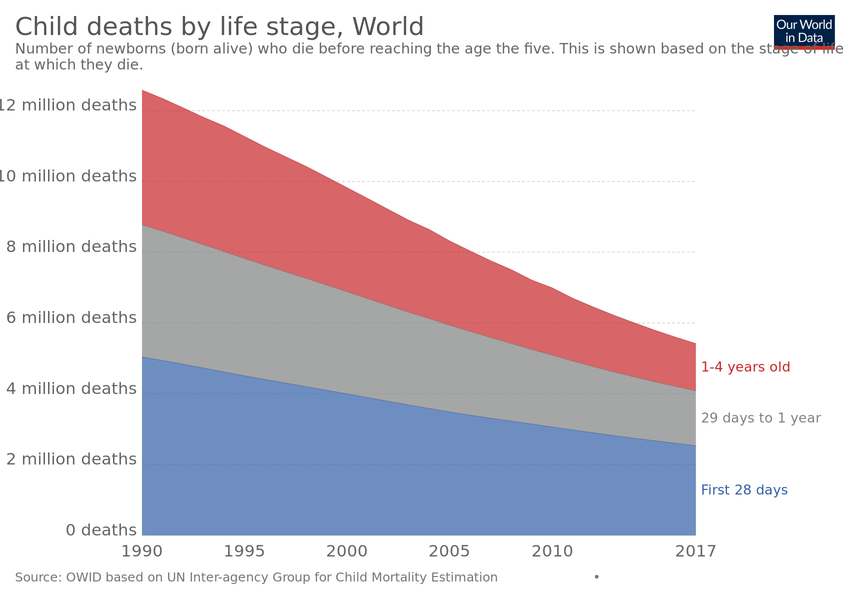 Child deaths by life stage, World
Our World
in Data
Number of newborns (born alive) who die before reaching the age the five. This is shown based on the stage of life
at which they die.
12 million deaths
10 million deaths
8 million deaths
6 million deaths
4 million deaths
2 million deaths
0 deaths
1-4 years old
29 days to 1 year
First 28 days
1990 1995 2000 2005 2010 2017
Source: OWID based on UN Inter-agency Group for Child Mortality Estimation •